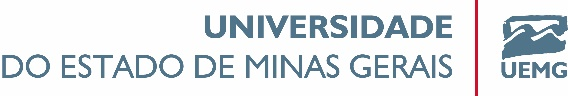 UNIVERSIDADE
DO ESTADO DE MINAS GERAIS
UEMG